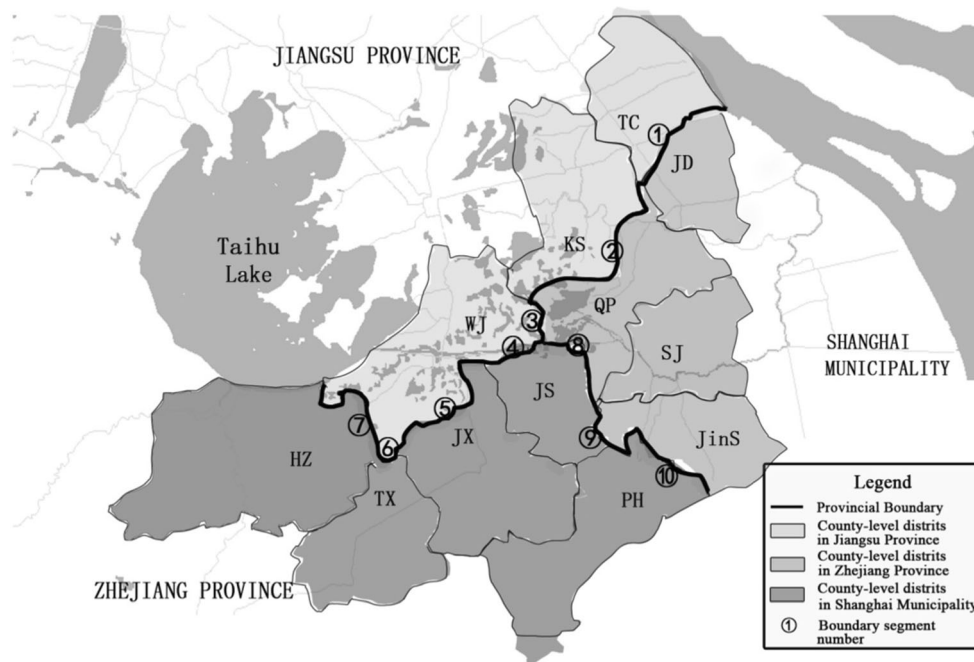 JIANGSU PROVINCE
TC
①
JD
KS
②
Taihu
Lake
QP
WJ
③
④
⑧
SJ
SHANGHAI
MUNICIPALITY
JS
⑤
⑦
JX
⑨
JinS
⑥
HZ
⑩
TX
PH
ZHEJIANG PROVINCE
Legend
Provincial Boundary
County-level distrits
in Jiangsu Province
County-level distrits
in Zhejiang Province
County-level distrits
in Shanghai Municipality
① Boundary segment
number